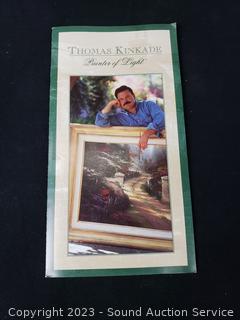 THOMAS KINKADE
Painter of Light
Copyright 2023 - Sound Auction Service